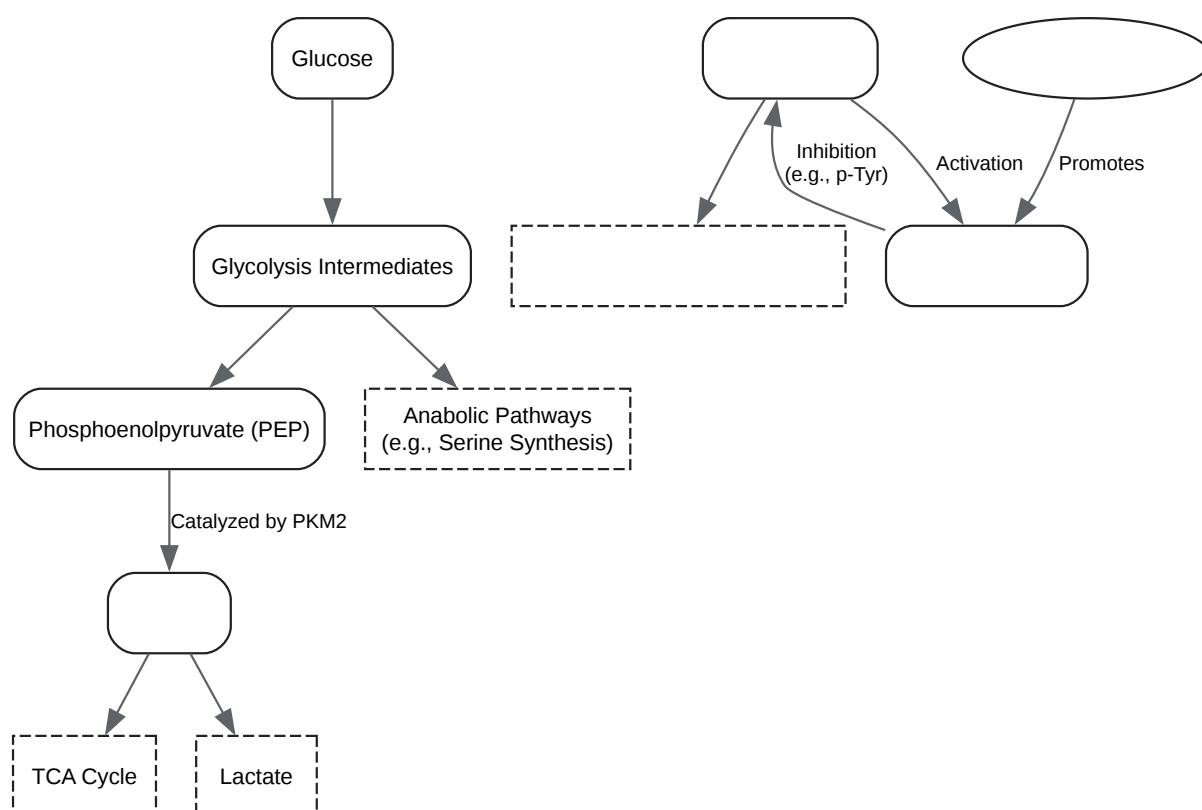 Glucose
Inhibition
(e.g., p-Tyr)
Activation
Promotes
Glycolysis Intermediates
Phosphoenolpyruvate (PEP)
Anabolic Pathways
(e.g., Serine Synthesis)
Catalyzed by PKM2
TCA Cycle
Lactate